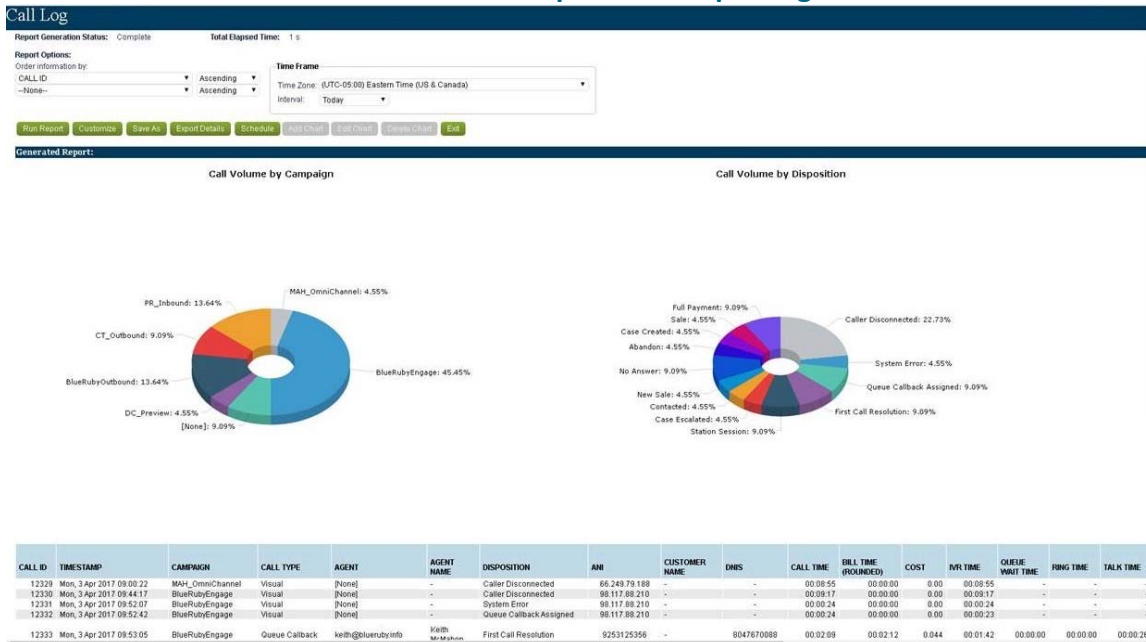 Call Log
Report Generation Status: Complete Total Elapsed Time: 1 s
Report Options:
Order information by:
CALL ID Ascending
--None-- Ascending
Time Frame
Time Zone: (UTC-05:00) Eastern Time (US & Canada)
Interval: Today
Run Report Customize Save As Export Details Schedule Add Chart Edit Chart Delete Chart Exit
Generated Report:
Call Volume by Campaign
MAH_OmniChannel: 4.55%
PR_Inbound: 13.64%
CT_Outbound: 9.09%
BlueRubyEngage: 45.45%
BlueRubyOutbound: 13.64%
DC_Preview: 4.55%
[None]: 9.09%
Call Volume by Disposition
Full Payment: 9.09%
Sale: 4.55%
Caller Disconnected: 22.73%
Case Created: 4.55%
Abandon: 4.55%
System Error: 4.55%
No Answer: 9.09%
Queue Callback Assigned: 9.09%
New Sale: 4.55%
Contacted: 4.55%
First Call Resolution: 9.09%
Case Escalated: 4.55%
Station Session: 9.09%
CALL ID TIMESTAMP CAMPAIGN CALL TYPE AGENT AGENT NAME DISPOSITION ANI CUSTOMER NAME DNIS CALL TIME BILL TIME (ROUNDED) COST IVR TIME QUEUE WAIT TIME RING TIME TALK TIME
12329 Mon, 3 Apr 2017 09:00:22 MAH_OmniChannel Visual [None] - Caller Disconnected 66.249.79.188 - - 00:08:55 00:00:00 0.00 00:08:55 - -
12330 Mon, 3 Apr 2017 09:44:17 BlueRubyEngage Visual [None] - Caller Disconnected 98.117.88.210 - - 00:09:17 00:00:00 0.00 00:09:17 - -
12331 Mon, 3 Apr 2017 09:52:07 BlueRubyEngage Visual [None] - System Error 98.117.88.210 - - 00:00:24 00:00:00 0.00 00:00:24 - -
12332 Mon, 3 Apr 2017 09:52:42 BlueRubyEngage Visual [None] - Queue Callback Assigned 98.117.88.210 - - 00:00:24 00:00:00 0.00 00:00:23 - -
12333 Mon, 3 Apr 2017 09:53:05 BlueRubyEngage Queue Callback keith@blueruby.info Keith McMahon First Call Resolution 9253125356 - 8047670088 00:02:09 00:02:12 0.044 00:01:42 00:00:00 00:00:00